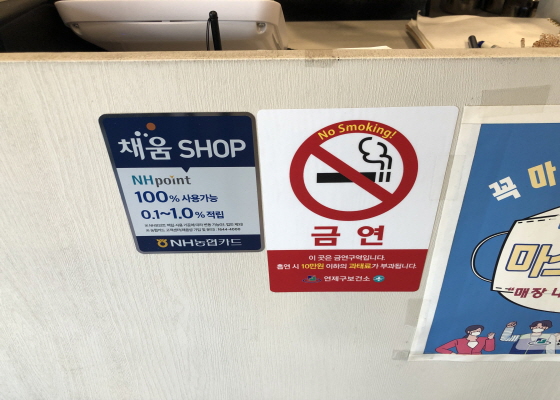 채움 SHOP
NHpoint
100% 사용가능
0.1~1.0% 적립
NH농협카드
No Smoking!
금연
이 곳은 금연구역입니다.
흡연 시 10만원 이하의 과태료가 부과됩니다.
연제구보건소
꼭 마
마스
매장 내